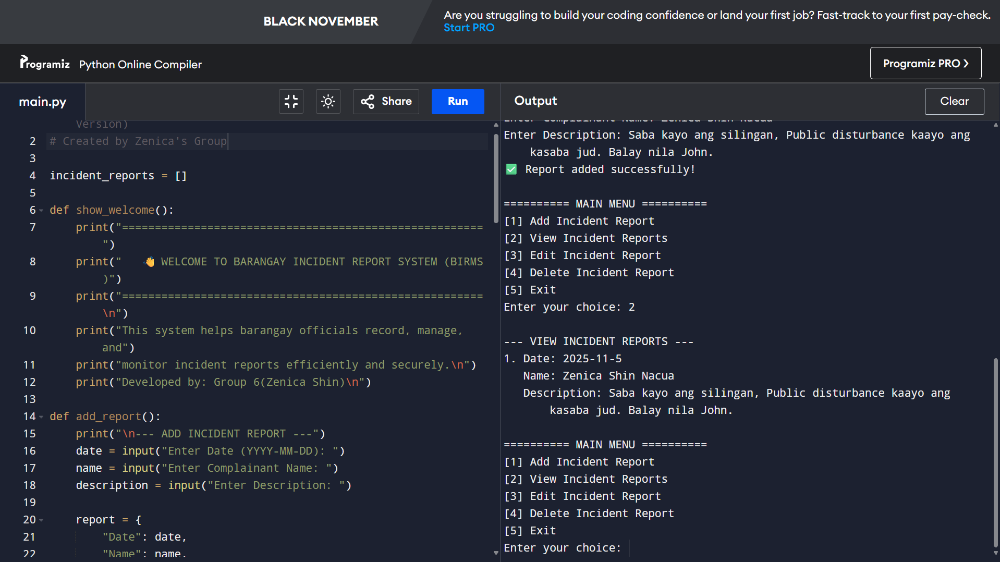 BLACK NOVEMBER
Are you struggling to build your coding confidence or land your first job? Fast-track to your first pay-check.
Start PRO
Programiz Python Online Compiler
Programiz PRO ❯
main.py
Share
Run
Version)
2 # Created by Zenica's Group
3
4 incident_reports = []
5
6 def show_welcome():
7     print("=======================================================
        ")
8     print("   👋 WELCOME TO BARANGAY INCIDENT REPORT SYSTEM (BIRMS
        )")
9     print("=======================================================
        \n")
10     print("This system helps barangay officials record, manage,
        and")
11     print("monitor incident reports efficiently and securely.\n")
12     print("Developed by: Group 6(Zenica Shin)\n")
13
14 def add_report():
15     print("\n--- ADD INCIDENT REPORT ---")
16     date = input("Enter Date (YYYY-MM-DD): ")
17     name = input("Enter Complainant Name: ")
18     description = input("Enter Description: ")
19
20     report = {
21         "Date": date,
22         "Name": name,
Output
Clear
Enter Complainant Name: Zenica Shin Nacua
Enter Description: Saba kayo ang silingan, Public disturbance kaayo ang
    kasaba jud. Balay nila John.
✅ Report added successfully!
========== MAIN MENU ==========
[1] Add Incident Report
[2] View Incident Reports
[3] Edit Incident Report
[4] Delete Incident Report
[5] Exit
Enter your choice: 2
--- VIEW INCIDENT REPORTS ---
1. Date: 2025-11-5
   Name: Zenica Shin Nacua
   Description: Saba kayo ang silingan, Public disturbance kaayo ang
       kasaba jud. Balay nila John.
========== MAIN MENU ==========
[1] Add Incident Report
[2] View Incident Reports
[3] Edit Incident Report
[4] Delete Incident Report
[5] Exit
Enter your choice: